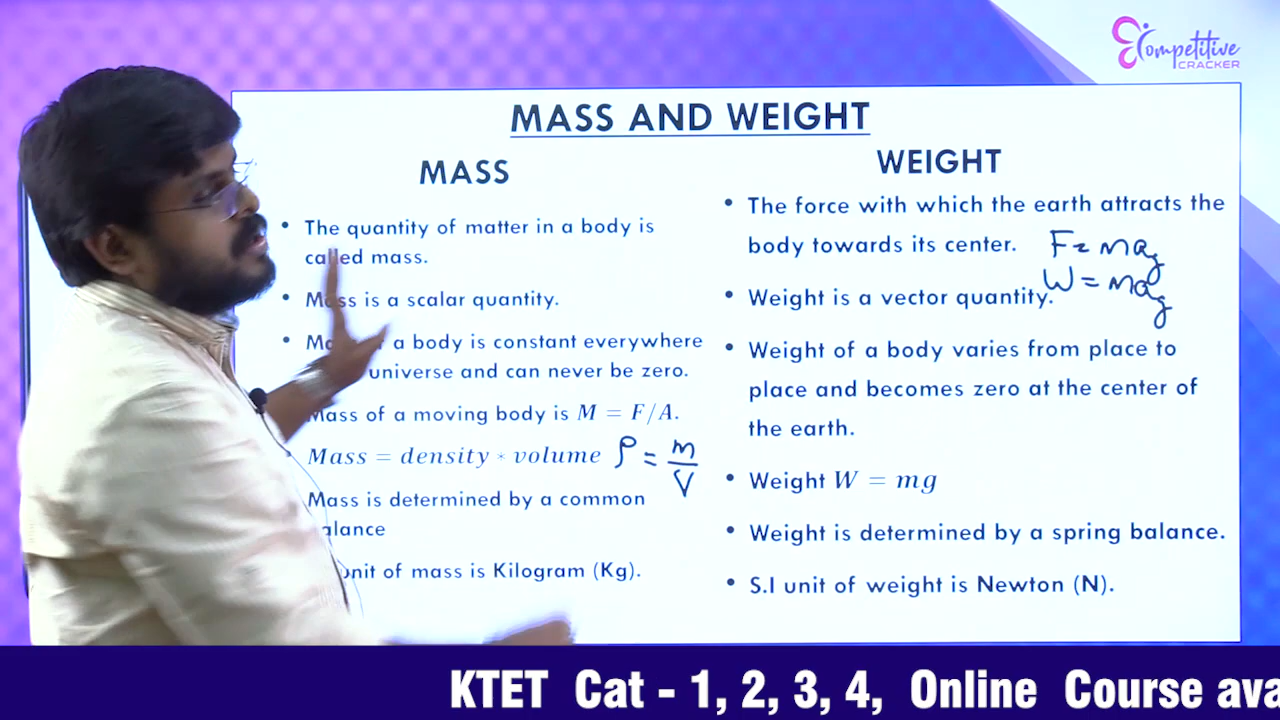 Competitive
CRACKER
MASS AND WEIGHT
MASS
The quantity of matter in a body is
called mass.
Mass is a scalar quantity.
a body is constant everywhere
universe and can never be zero.
Mass of a moving body is M = F/A.
Mass = density * volume ρ = m/V
Mass is determined by a common
balance
unit of mass is Kilogram (Kg).
WEIGHT
• The force with which the earth attracts the
body towards its center. F = mag
W = mag
• Weight is a vector quantity.
• Weight of a body varies from place to
place and becomes zero at the center of
the earth.
• Weight W = mg
• Weight is determined by a spring balance.
• S.I unit of weight is Newton (N).
KTET Cat - 1, 2, 3, 4, Online Course ava